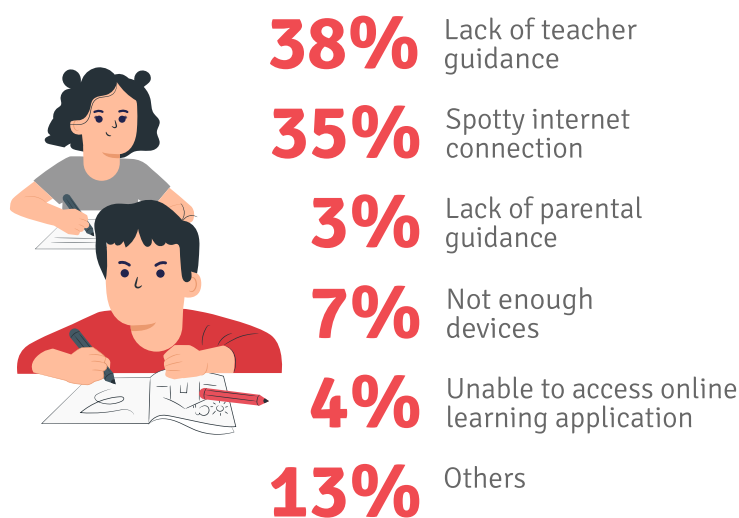 38%
Lack of teacher
guidance
35%
Spotty internet
connection
3%
Lack of parental
guidance
7%
Not enough
devices
4%
Unable to access online
learning application
13%
Others